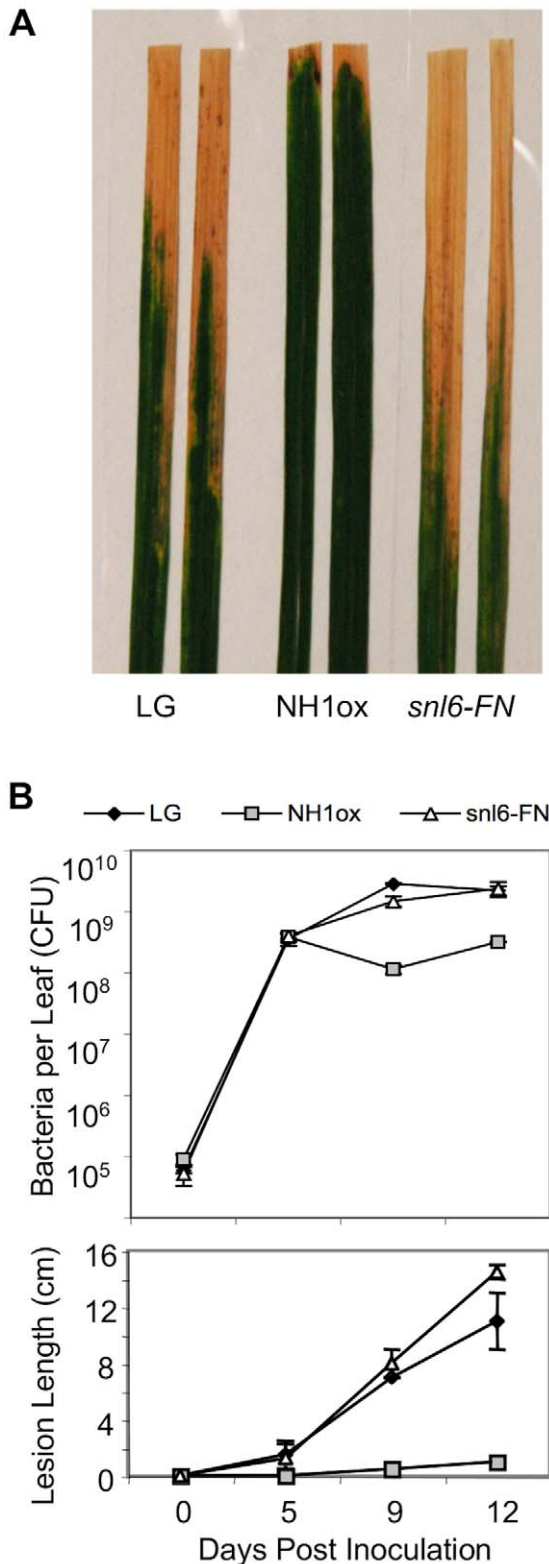 A
LG NH1ox snl6-FN
B
LG NH1ox snl6-FN
Bacteria per Leaf (CFU)
10^10
10^9
10^8
10^7
10^6
10^5
Lesion Length (cm)
16
12
8
4
0
0 5 9 12
Days Post Inoculation